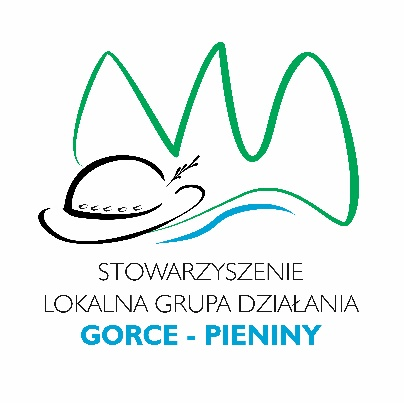 STOWARZYSZENIE
LOKALNA GRUPA DZIAŁANIA
GORCE - PIENINY